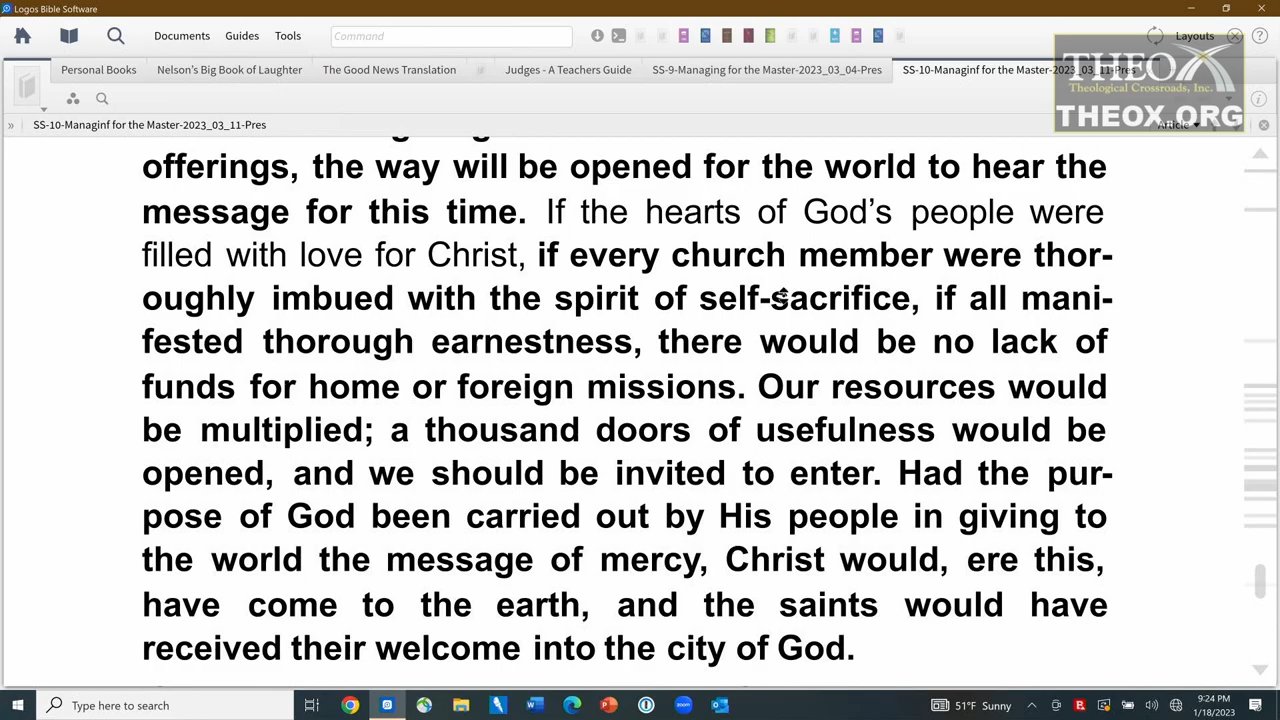 Logos Bible Software
Documents Guides Tools Command Layouts
Personal Books Nelson's Big Book of Laughter The Ga Judges - A Teachers Guide SS-9-Managing for the Master-2023_03_04-Pres SS-10-Managinf for the Master-2023_03_11-Pres
THEOX
Theological Crossroads, Inc.
THEOX.ORG
SS-10-Managinf for the Master-2023_03_11-Pres Article
offerings, the way will be opened for the world to hear the
message for this time. If the hearts of God's people were
filled with love for Christ, if every church member were thor-
oughly imbued with the spirit of self-sacrifice, if all mani-
fested thorough earnestness, there would be no lack of
funds for home or foreign missions. Our resources would
be multiplied; a thousand doors of usefulness would be
opened, and we should be invited to enter. Had the pur-
pose of God been carried out by His people in giving to
the world the message of mercy, Christ would, ere this,
have come to the earth, and the saints would have
received their welcome into the city of God.
Type here to search
51°F Sunny
9:24 PM
1/18/2023